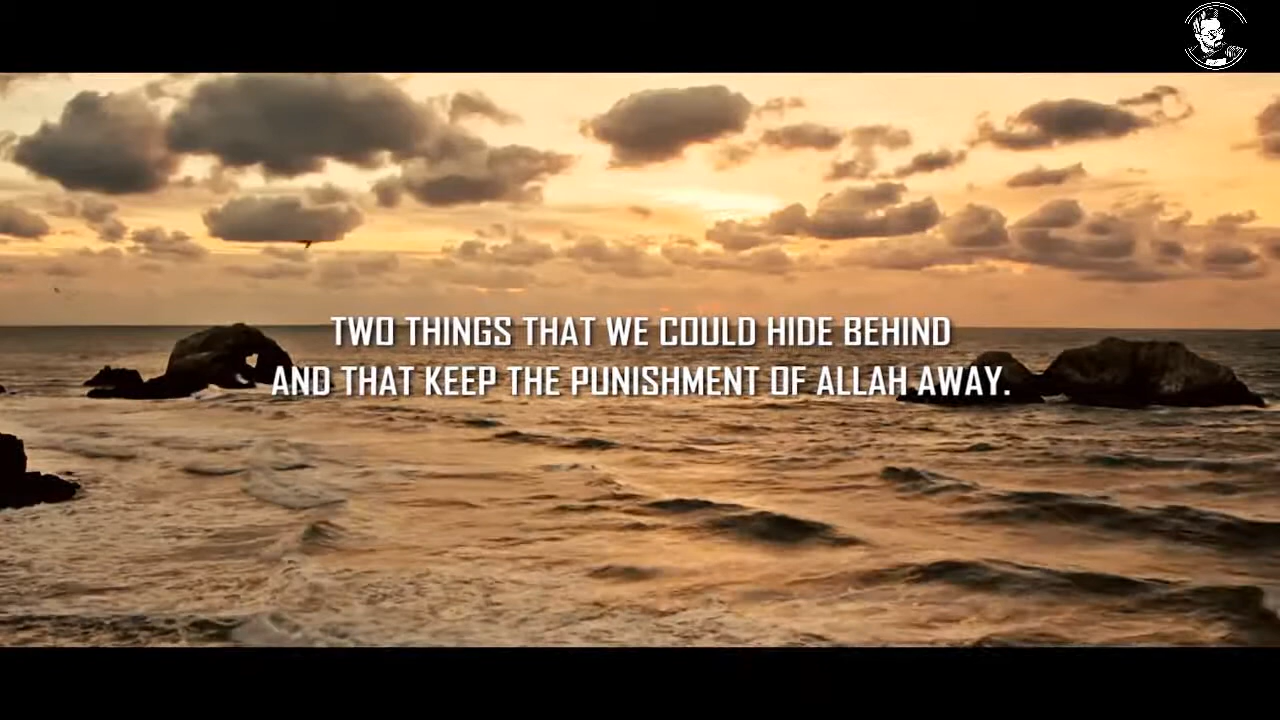 TWO THINGS THAT WE COULD HIDE BEHIND
AND THAT KEEP THE PUNISHMENT OF ALLAH AWAY.